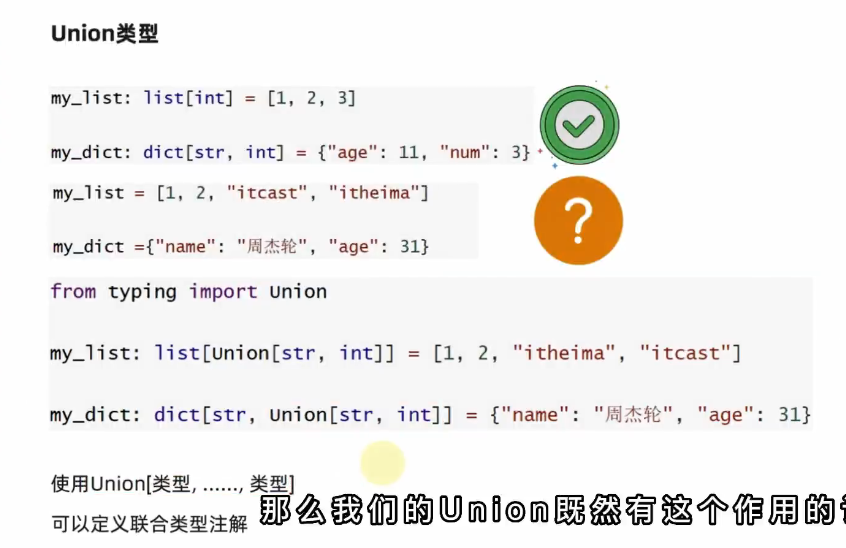 Union类型
my_list: list[int] = [1, 2, 3]
my_dict: dict[str, int] = {"age": 11, "num": 3}
my_list = [1, 2, "itcast", "itheima"]
my_dict ={"name": "周杰轮", "age": 31}
?
from typing import Union
my_list: list[Union[str, int]] = [1, 2, "itheima", "itcast"]
my_dict: dict[str, Union[str, int]] = {"name": "周杰轮", "age": 31}
使用Union[类型, ......, 类型]
可以定义联合类型注解
那么我们的Union既然有这个作用的